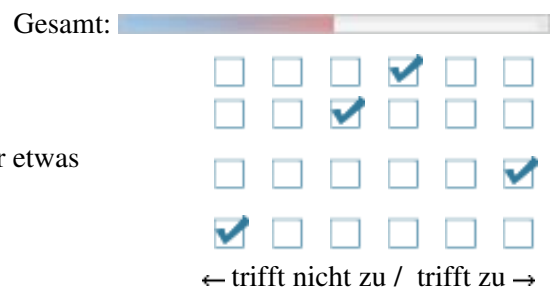 Gesamt:
r etwas
← trifft nicht zu / trifft zu →